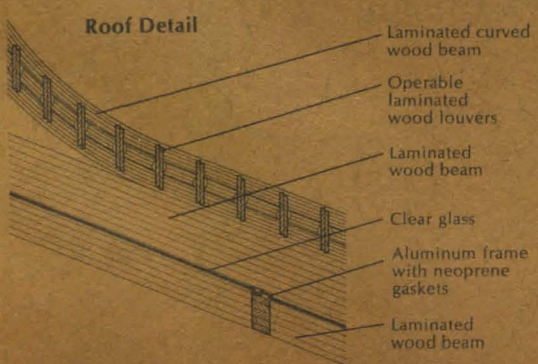 Roof Detail
Laminated curved
wood beam
Operable
laminated
wood louvers
Laminated
wood beam
Clear glass
Aluminum frame
with neoprene
gaskets
Laminated
wood beam